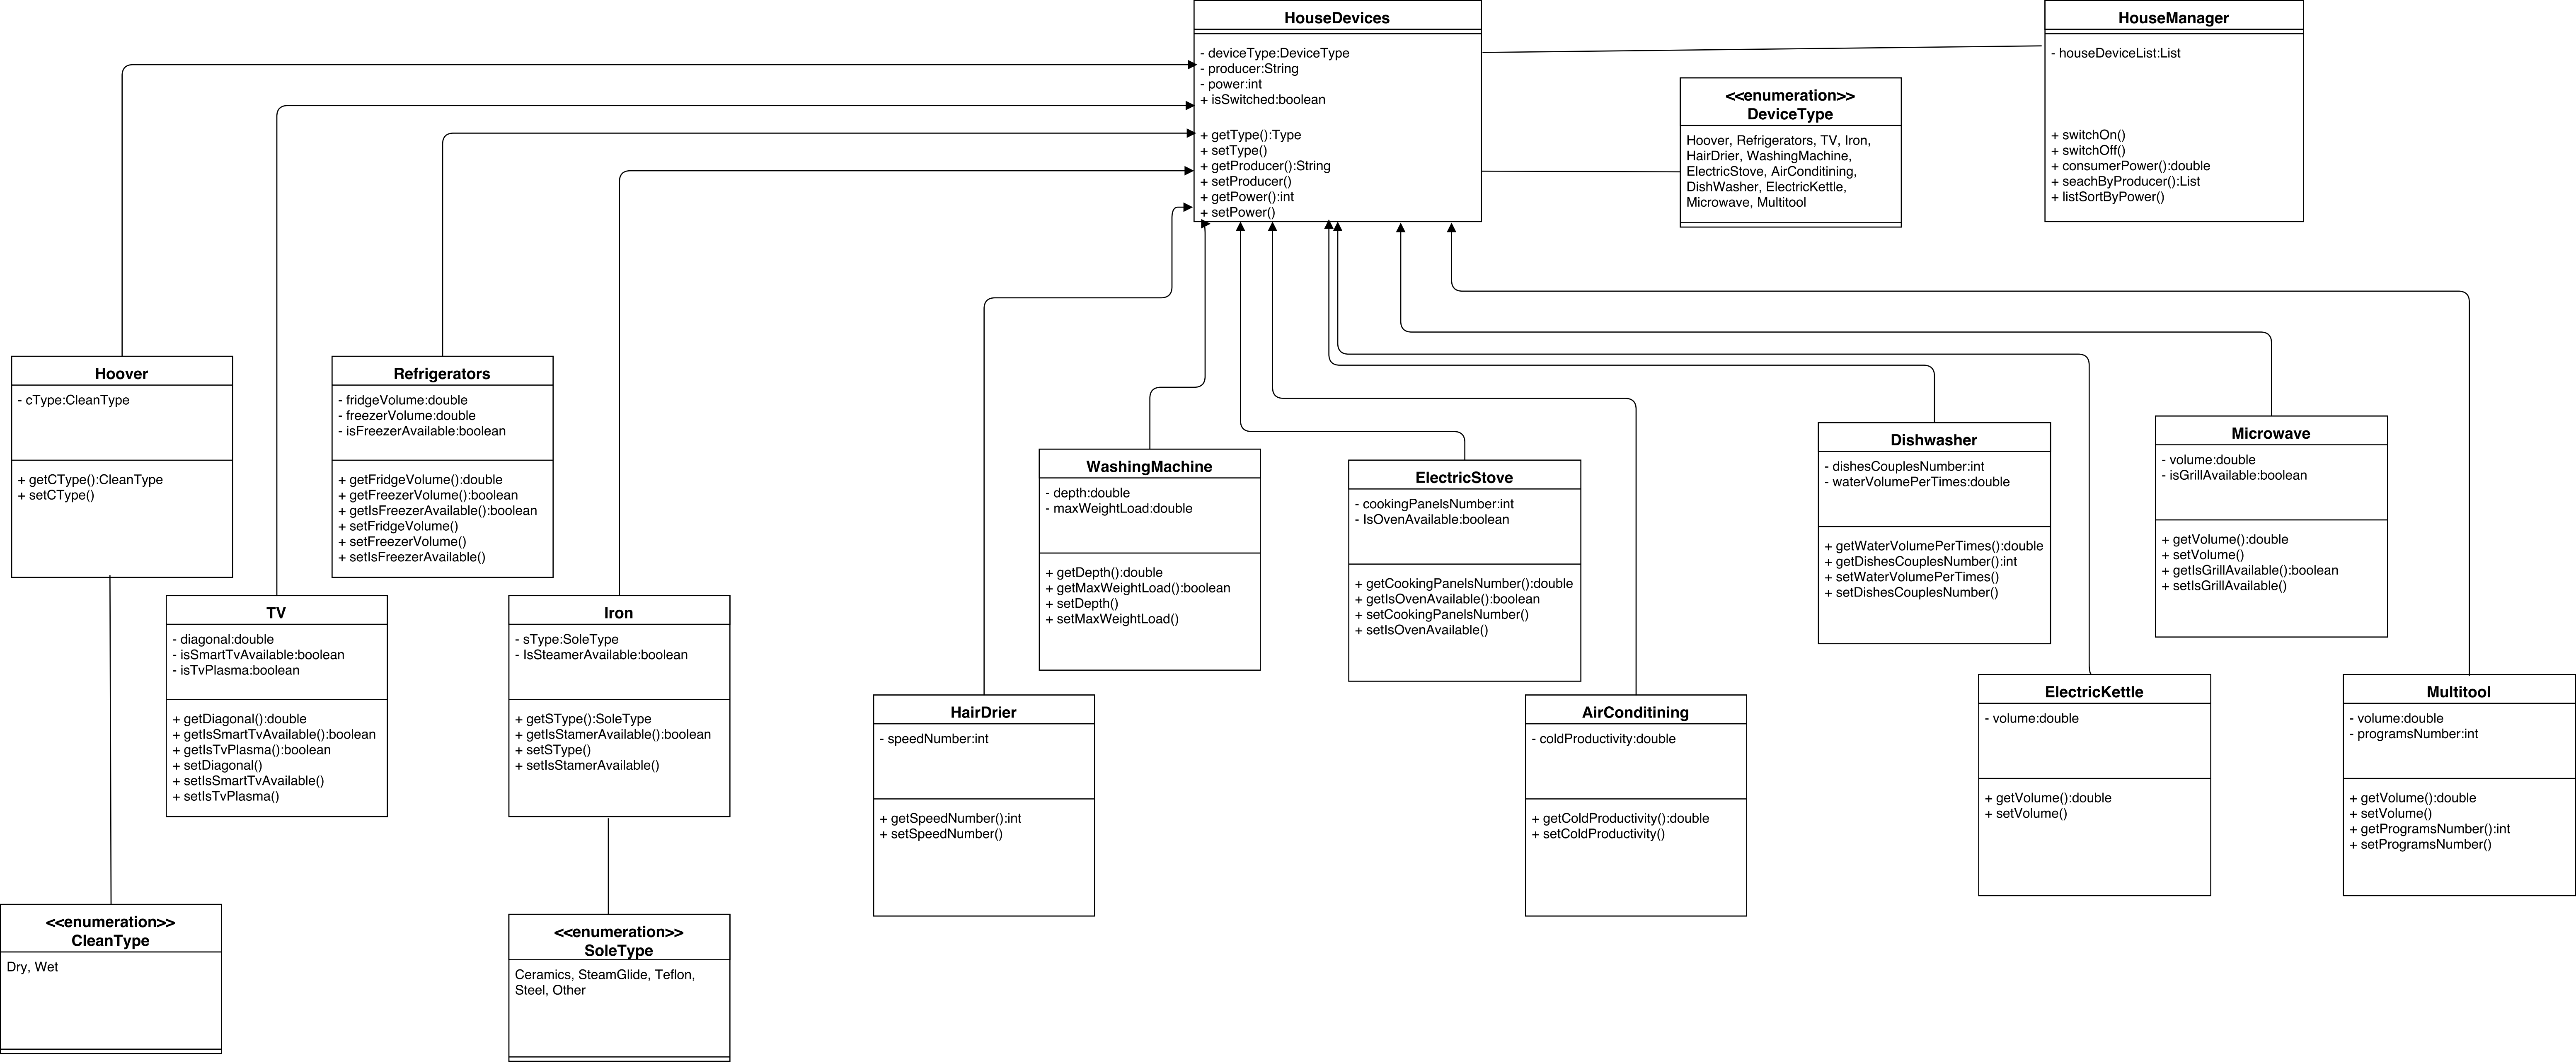 HouseDevices
- deviceType:DeviceType
- producer:String
- power:int
+ isSwitched:boolean
+ getType():Type
+ setType()
+ getProducer():String
+ setProducer()
+ getPower():int
+ setPower()
<<enumeration>>
DeviceType
Hoover, Refrigerators, TV, Iron,
HairDrier, WashingMachine,
ElectricStove, AirConditining,
DishWasher, ElectricKettle,
Microwave, Multitool
HouseManager
- houseDeviceList:List
+ switchOn()
+ switchOff()
+ consumerPower():double
+ seachByProducer():List
+ listSortByPower()
Hoover
- cType:CleanType
+ getCType():CleanType
+ setCType()
Refrigerators
- fridgeVolume:double
- freezerVolume:double
- isFreezerAvailable:boolean
+ getFridgeVolume():double
+ getFreezerVolume():boolean
+ getIsFreezerAvailable():boolean
+ setFridgeVolume()
+ setFreezerVolume()
+ setIsFreezerAvailable()
TV
- diagonal:double
- isSmartTvAvailable:boolean
- isTvPlasma:boolean
+ getDiagonal():double
+ getIsSmartTvAvailable():boolean
+ getIsTvPlasma():boolean
+ setDiagonal()
+ setIsSmartTvAvailable()
+ setIsTvPlasma()
Iron
- sType:SoleType
- IsSteamerAvailable:boolean
+ getSType():SoleType
+ getIsStamerAvailable():boolean
+ setSType()
+ setIsStamerAvailable()
WashingMachine
- depth:double
- maxWeightLoad:double
+ getDepth():double
+ getMaxWeightLoad():boolean
+ setDepth()
+ setMaxWeightLoad()
ElectricStove
- cookingPanelsNumber:int
- IsOvenAvailable:boolean
+ getCookingPanelsNumber():double
+ getIsOvenAvailable():boolean
+ setCookingPanelsNumber()
+ setIsOvenAvailable()
Dishwasher
- dishesCouplesNumber:int
- waterVolumePerTimes:double
+ getWaterVolumePerTimes():double
+ getDishesCouplesNumber():int
+ setWaterVolumePerTimes()
+ setDishesCouplesNumber()
Microwave
- volume:double
- isGrillAvailable:boolean
+ getVolume():double
+ setVolume()
+ getIsGrillAvailable():boolean
+ setIsGrillAvailable()
HairDrier
- speedNumber:int
+ getSpeedNumber():int
+ setSpeedNumber()
AirConditining
- coldProductivity:double
+ getColdProductivity():double
+ setColdProductivity()
ElectricKettle
- volume:double
+ getVolume():double
+ setVolume()
Multitool
- volume:double
- programsNumber:int
+ getVolume():double
+ setVolume()
+ getProgramsNumber():int
+ setProgramsNumber()
<<enumeration>>
CleanType
Dry, Wet
<<enumeration>>
SoleType
Ceramics, SteamGlide, Teflon,
Steel, Other